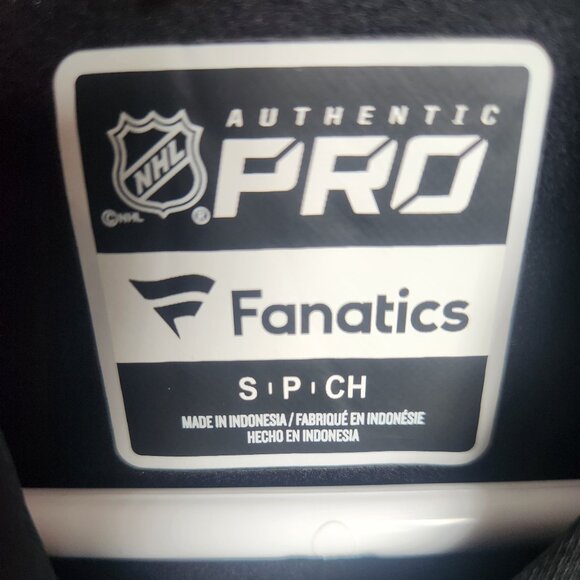 AUTHENTIC
NHL PRO
©NHL ®
Fanatics
S I P I CH
MADE IN INDONESIA / FABRIQUÉ EN INDONÉSIE
HECHO EN INDONESIA